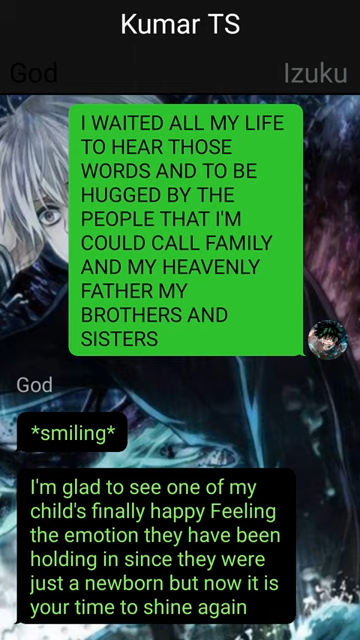 Kumar TS
God
Izuku
I WAITED ALL MY LIFE
TO HEAR THOSE
WORDS AND TO BE
HUGGED BY THE
PEOPLE THAT I'M
COULD CALL FAMILY
AND MY HEAVENLY
FATHER MY
BROTHERS AND
SISTERS
God
*smiling*
I'm glad to see one of my
child's finally happy Feeling
the emotion they have been
holding in since they were
just a newborn but now it is
your time to shine again